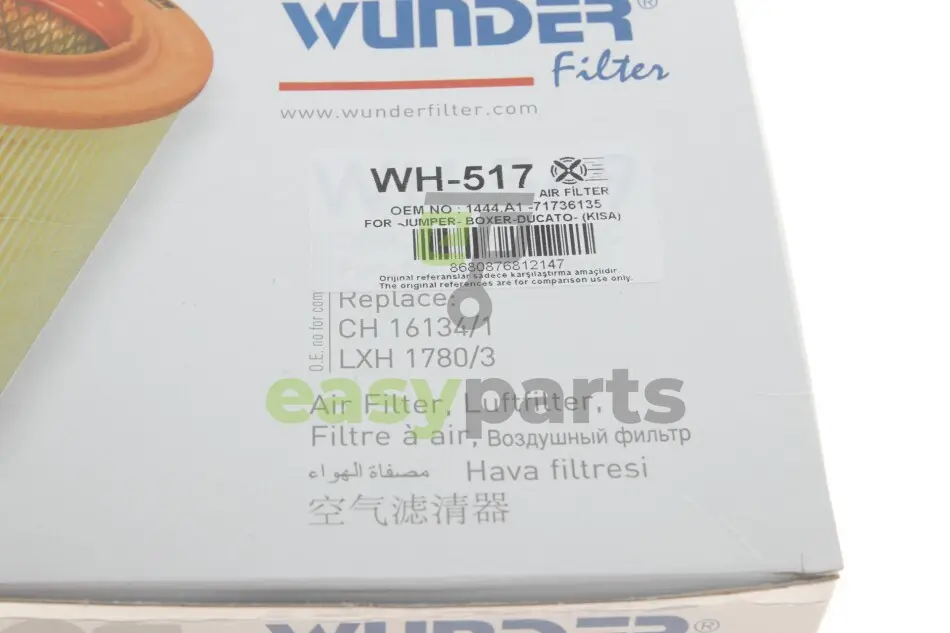 WUNDER®
Filter
www.wunderfilter.com
WH-517
AIR FİLTER
OEM NO : 1444.A1 -71736135
FOR -JUMPER- BOXER-DUCATO- (KISA)
8680876812147
Orijinal referanslar sadece karşılaştırma amaçlıdır
The original references are for comparison use only.
O.E. no for com
Replace:
CH 16134/1
LXH 1780/3
easyparts
Air Filter, Luftfilter,
Filtre à air, Воздушный фильтр
مصفاة الهواء Hava filtresi
空气滤清器
WUNDER®